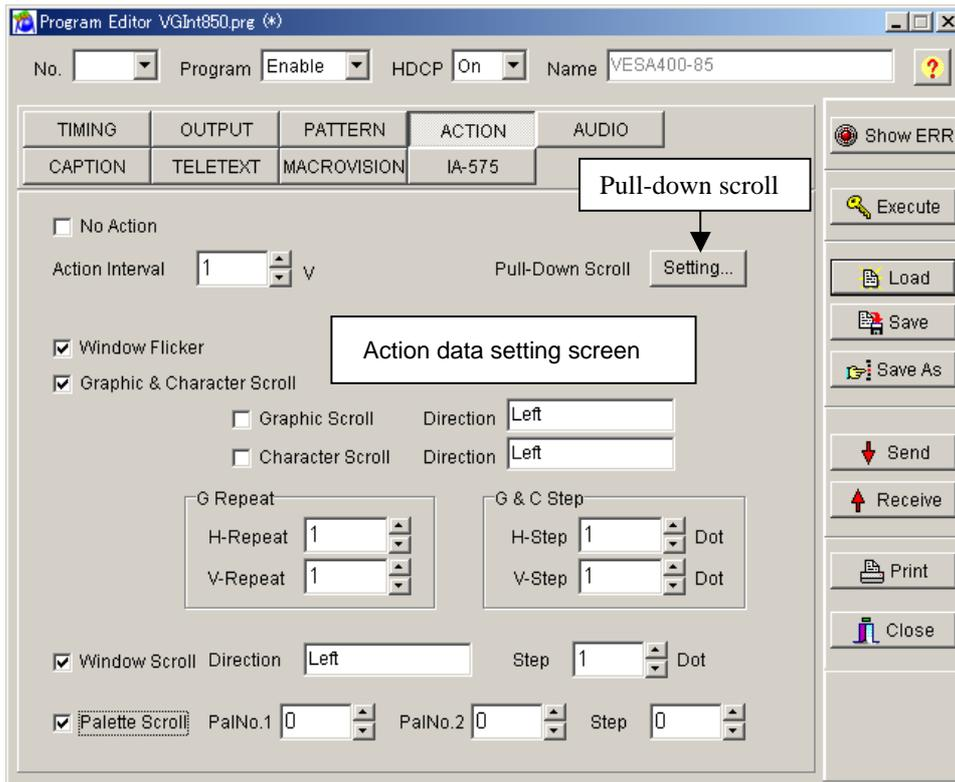 Program Editor VGInt850.prg (*)
No. Program Enable HDCP On Name VESA400-85
TIMING OUTPUT PATTERN ACTION AUDIO
CAPTION TELETEXT MACROVISION IA-575
Pull-down scroll
No Action
Action Interval 1 V Pull-Down Scroll Setting...
Action data setting screen
Window Flicker
Graphic & Character Scroll
Graphic Scroll Direction Left
Character Scroll Direction Left
G Repeat G & C Step
H-Repeat 1 H-Step 1 Dot
V-Repeat 1 V-Step 1 Dot
Window Scroll Direction Left Step 1 Dot
Palette Scroll PalNo.1 0 PalNo.2 0 Step 0
Show ERR
Execute
Load
Save
Save As
Send
Receive
Print
Close